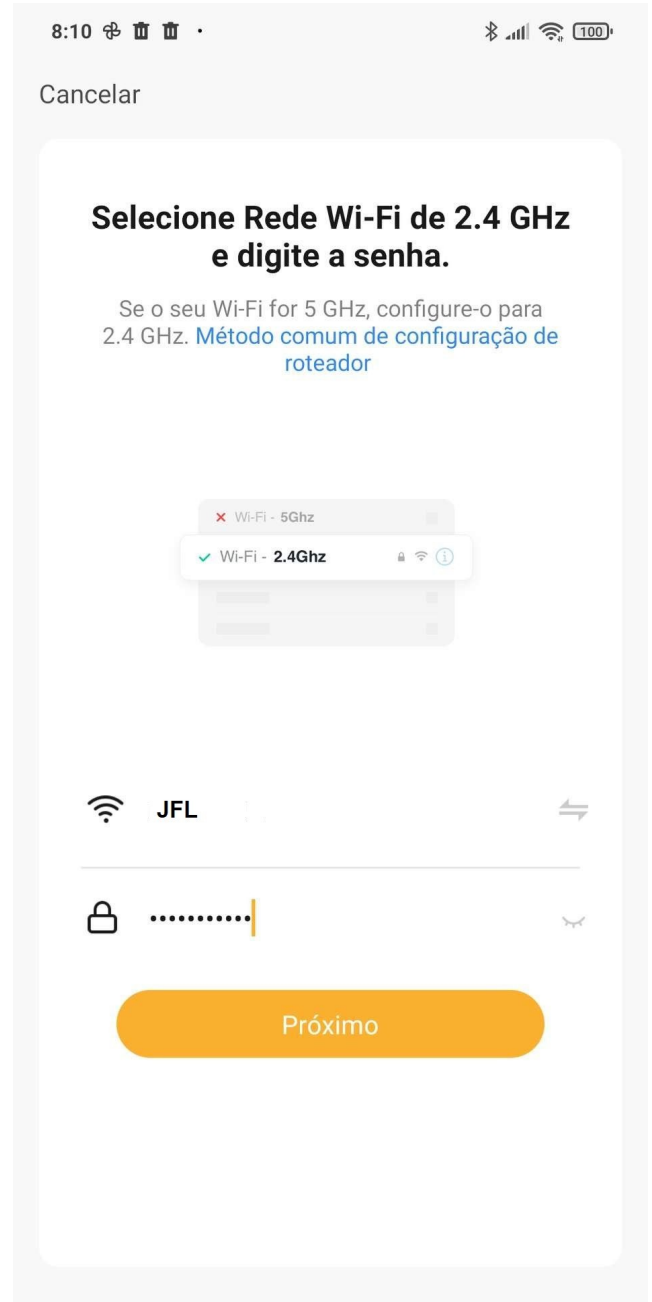 8:10
100
Cancelar
Selecione Rede Wi-Fi de 2.4 GHz
e digite a senha.
Se o seu Wi-Fi for 5 GHz, configure-o para
2.4 GHz. Método comum de configuração de
roteador
Wi-Fi - 5Ghz
Wi-Fi - 2.4Ghz
JFL
•••••••••••
Próximo